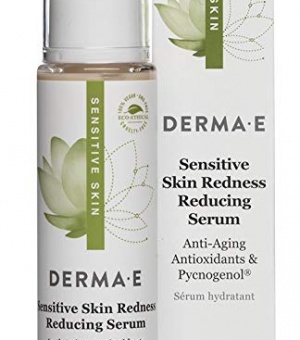 SENSITIVE SKIN
DERMA·E
Sensitive Skin Redness
Reducing Serum
SENSITIVE SKIN
DERMA·E
Sensitive
Skin Redness
Reducing
Serum
Anti-Aging
Antioxidants &
Pycnogenol®
Sérum hydratant